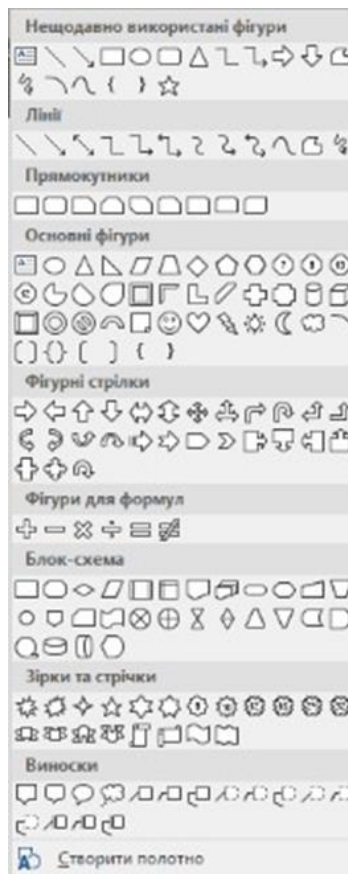 Нещодавно використані фігури
Лінії
Прямокутники
Основні фігури
Фігурні стрілки
Фігури для формул
Блок-схема
Зірки та стрічки
Виноски
Створити полотно